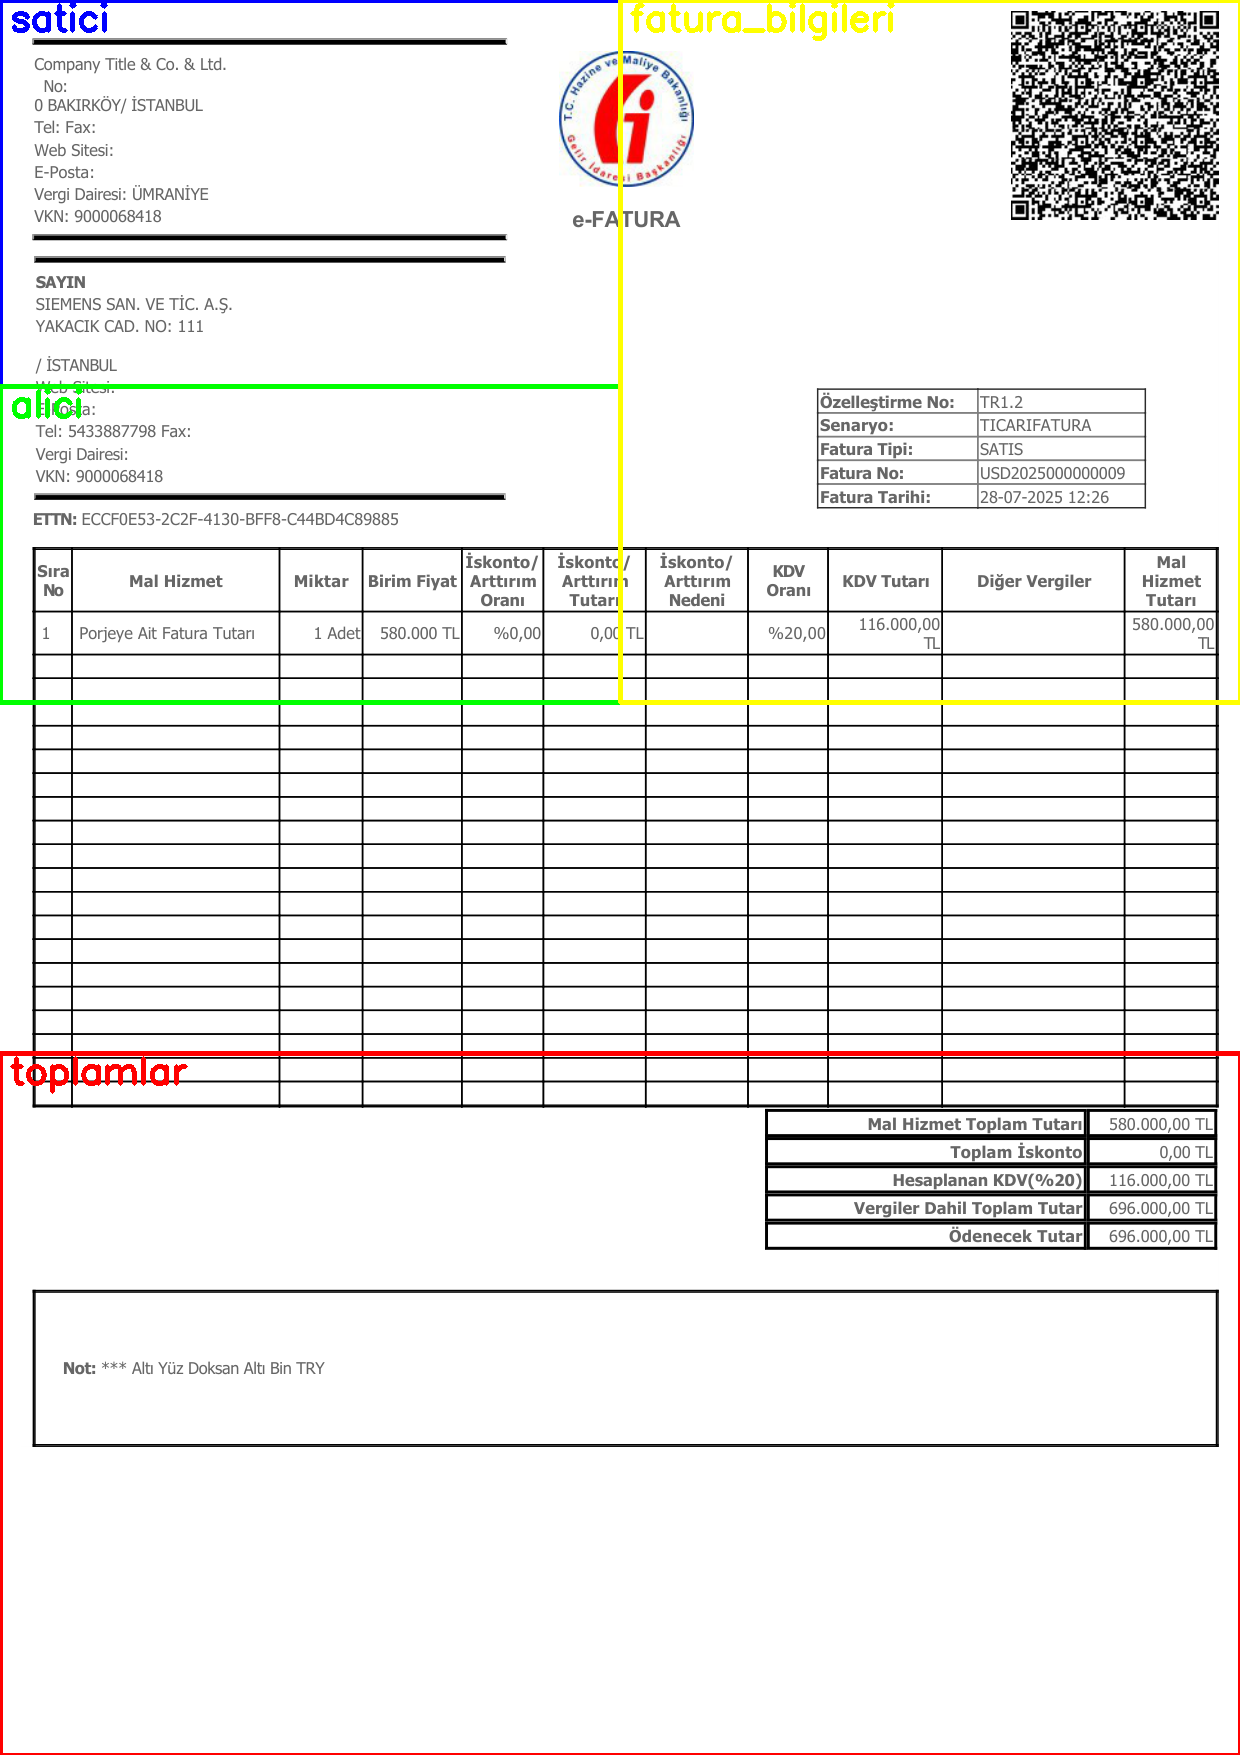 satici
fatura_bilgileri
Company Title & Co. & Ltd.
No:
0 BAKIRKÖY/ İSTANBUL
Tel: Fax:
Web Sitesi:
E-Posta:
Vergi Dairesi: ÜMRANİYE
VKN: 9000068418
T.C. Hazine ve Maliye Bakanlığı
Gelir İdaresi Başkanlığı
e-FATURA
SAYIN
SIEMENS SAN. VE TİC. A.Ş.
YAKACIK CAD. NO: 111
/ İSTANBUL
Web Sitesi:
alici
E-Posta:
Tel: 5433887798 Fax:
Vergi Dairesi:
VKN: 9000068418
Özelleştirme No: TR1.2
Senaryo: TICARIFATURA
Fatura Tipi: SATIS
Fatura No: USD2025000000009
Fatura Tarihi: 28-07-2025 12:26
ETTN: ECCF0E53-2C2F-4130-BFF8-C44BD4C89885
Sıra No Mal Hizmet Miktar Birim Fiyat İskonto/ Arttırım Oranı İskonto/ Arttırım Tutarı İskonto/ Arttırım Nedeni KDV Oranı KDV Tutarı Diğer Vergiler Mal Hizmet Tutarı
1 Porjeye Ait Fatura Tutarı 1 Adet 580.000 TL %0,00 0,00 TL %20,00 116.000,00 TL 580.000,00 TL
toplamlar
Mal Hizmet Toplam Tutarı 580.000,00 TL
Toplam İskonto 0,00 TL
Hesaplanan KDV(%20) 116.000,00 TL
Vergiler Dahil Toplam Tutar 696.000,00 TL
Ödenecek Tutar 696.000,00 TL
Not: *** Altı Yüz Doksan Altı Bin TRY